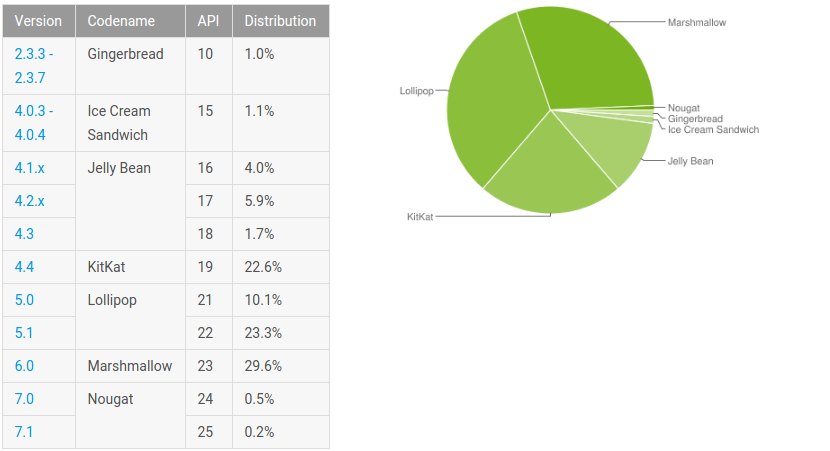 Version Codename API Distribution
2.3.3 - Gingerbread 10 1.0%
2.3.7
4.0.3 - Ice Cream 15 1.1%
4.0.4 Sandwich
4.1.x Jelly Bean 16 4.0%
4.2.x 17 5.9%
4.3 18 1.7%
4.4 KitKat 19 22.6%
5.0 Lollipop 21 10.1%
5.1 22 23.3%
6.0 Marshmallow 23 29.6%
7.0 Nougat 24 0.5%
7.1 25 0.2%
Marshmallow
Lollipop
Nougat
Gingerbread
Ice Cream Sandwich
Jelly Bean
KitKat